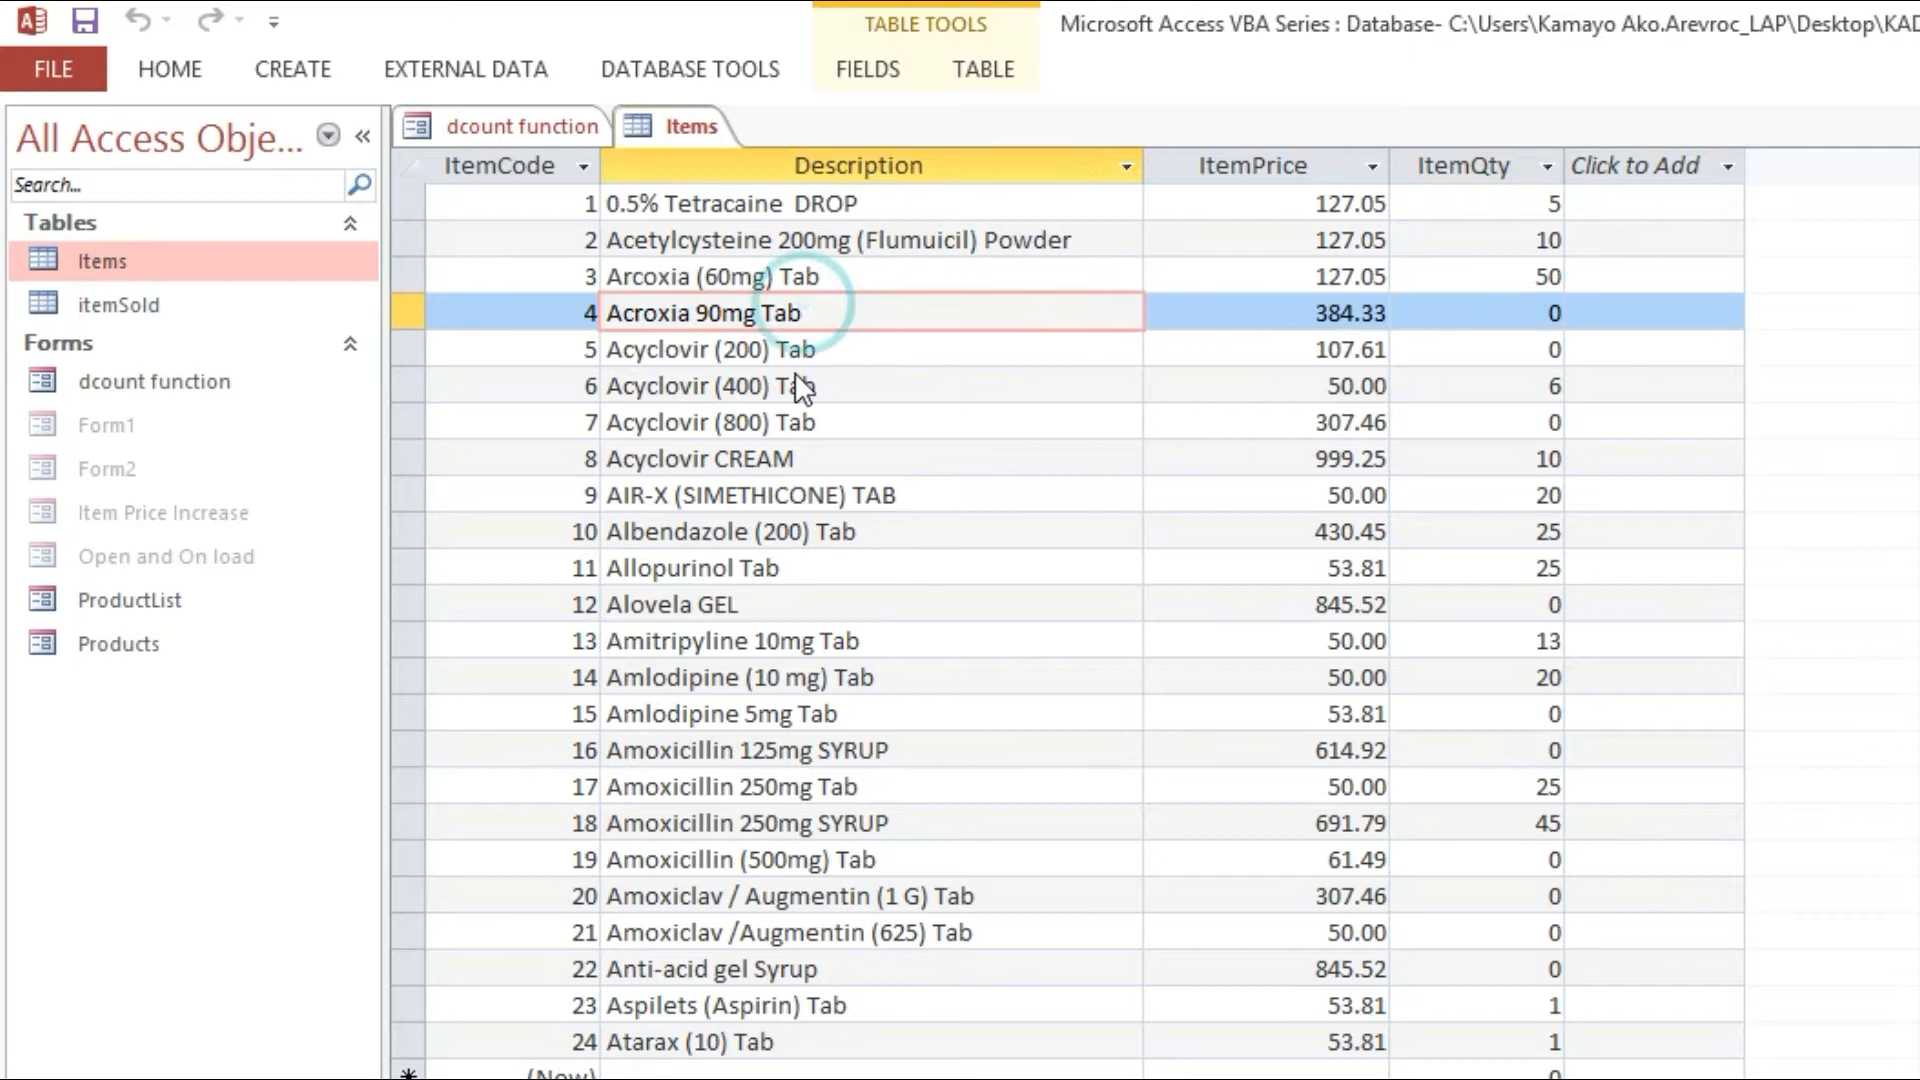 TABLE TOOLS Microsoft Access VBA Series : Database- C:\Users\Kamayo Ako.Arevroc_LAP\Desktop\KAD
FILE HOME CREATE EXTERNAL DATA DATABASE TOOLS FIELDS TABLE
All Access Obje...
Search...
Tables
Items
itemSold
Forms
dcount function
Form1
Form2
Item Price Increase
Open and On load
ProductList
Products
dcount function Items
ItemCode Description ItemPrice ItemQty Click to Add
1 0.5% Tetracaine  DROP 127.05 5
2 Acetylcysteine 200mg (Flumuicil) Powder 127.05 10
3 Arcoxia (60mg) Tab 127.05 50
4 Acroxia 90mg Tab 384.33 0
5 Acyclovir (200) Tab 107.61 0
6 Acyclovir (400) Tab 50.00 6
7 Acyclovir (800) Tab 307.46 0
8 Acyclovir CREAM 999.25 10
9 AIR-X (SIMETHICONE) TAB 50.00 20
10 Albendazole (200) Tab 430.45 25
11 Allopurinol Tab 53.81 25
12 Alovela GEL 845.52 0
13 Amitripyline 10mg Tab 50.00 13
14 Amlodipine (10 mg) Tab 50.00 20
15 Amlodipine 5mg Tab 53.81 0
16 Amoxicillin 125mg SYRUP 614.92 0
17 Amoxicillin 250mg Tab 50.00 25
18 Amoxicillin 250mg SYRUP 691.79 45
19 Amoxicillin (500mg) Tab 61.49 0
20 Amoxiclav / Augmentin (1 G) Tab 307.46 0
21 Amoxiclav /Augmentin (625) Tab 50.00 0
22 Anti-acid gel Syrup 845.52 0
23 Aspilets (Aspirin) Tab 53.81 1
24 Atarax (10) Tab 53.81 1
(New) 0